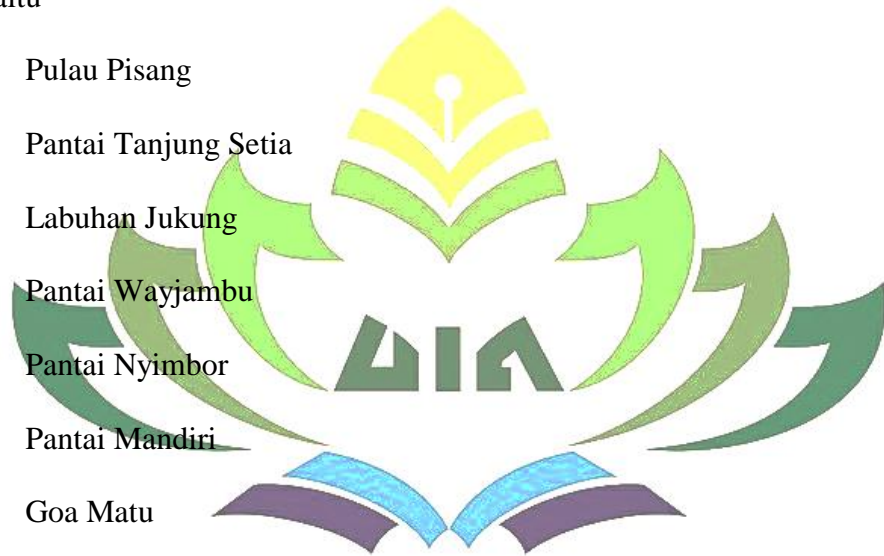 Pulau Pisang
Pantai Tanjung Setia
Labuhan Jukung
Pantai Wayjambu
Pantai Nyimbor
Pantai Mandiri
Goa Matu